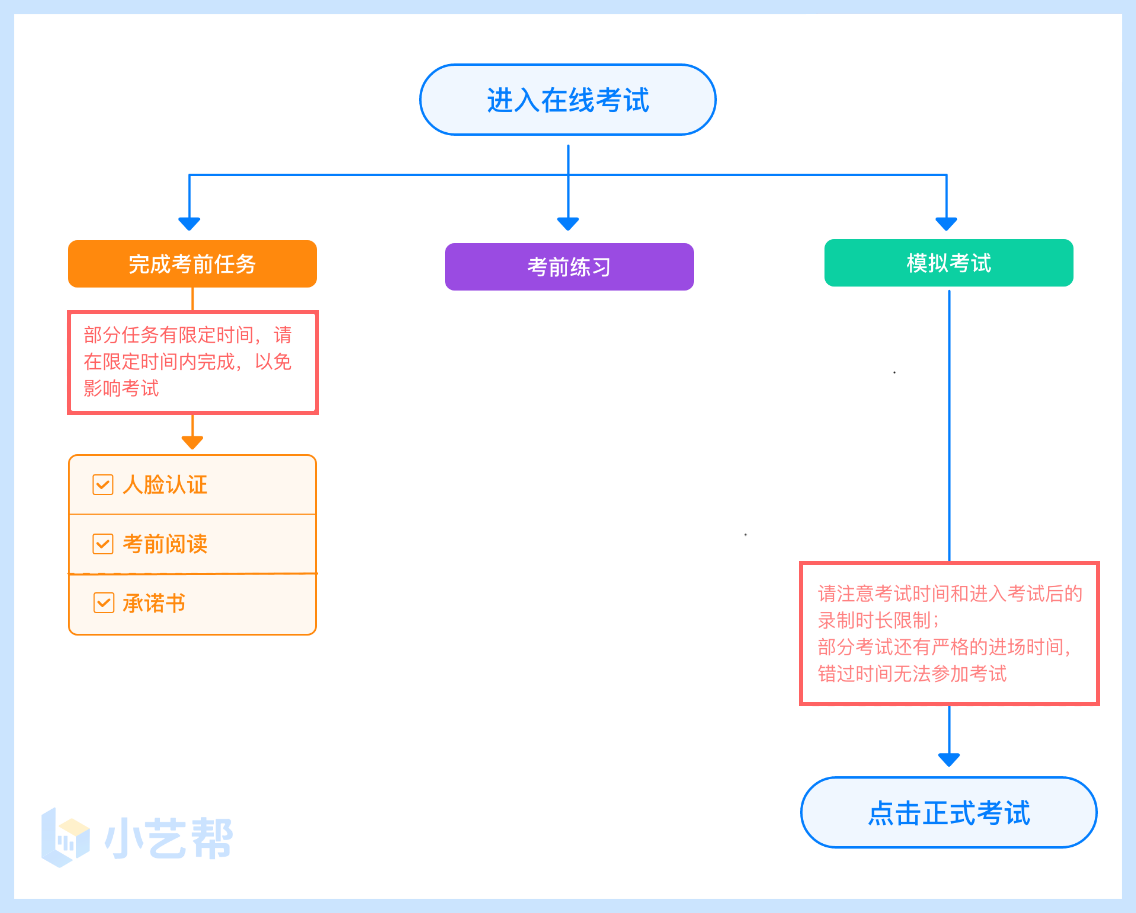 进入在线考试
完成考前任务
考前练习
模拟考试
部分任务有限定时间，请
在限定时间内完成，以免
影响考试
人脸认证
考前阅读
承诺书
请注意考试时间和进入考试后的
录制时长限制；
部分考试还有严格的进场时间，
错过时间无法参加考试
点击正式考试
小艺帮